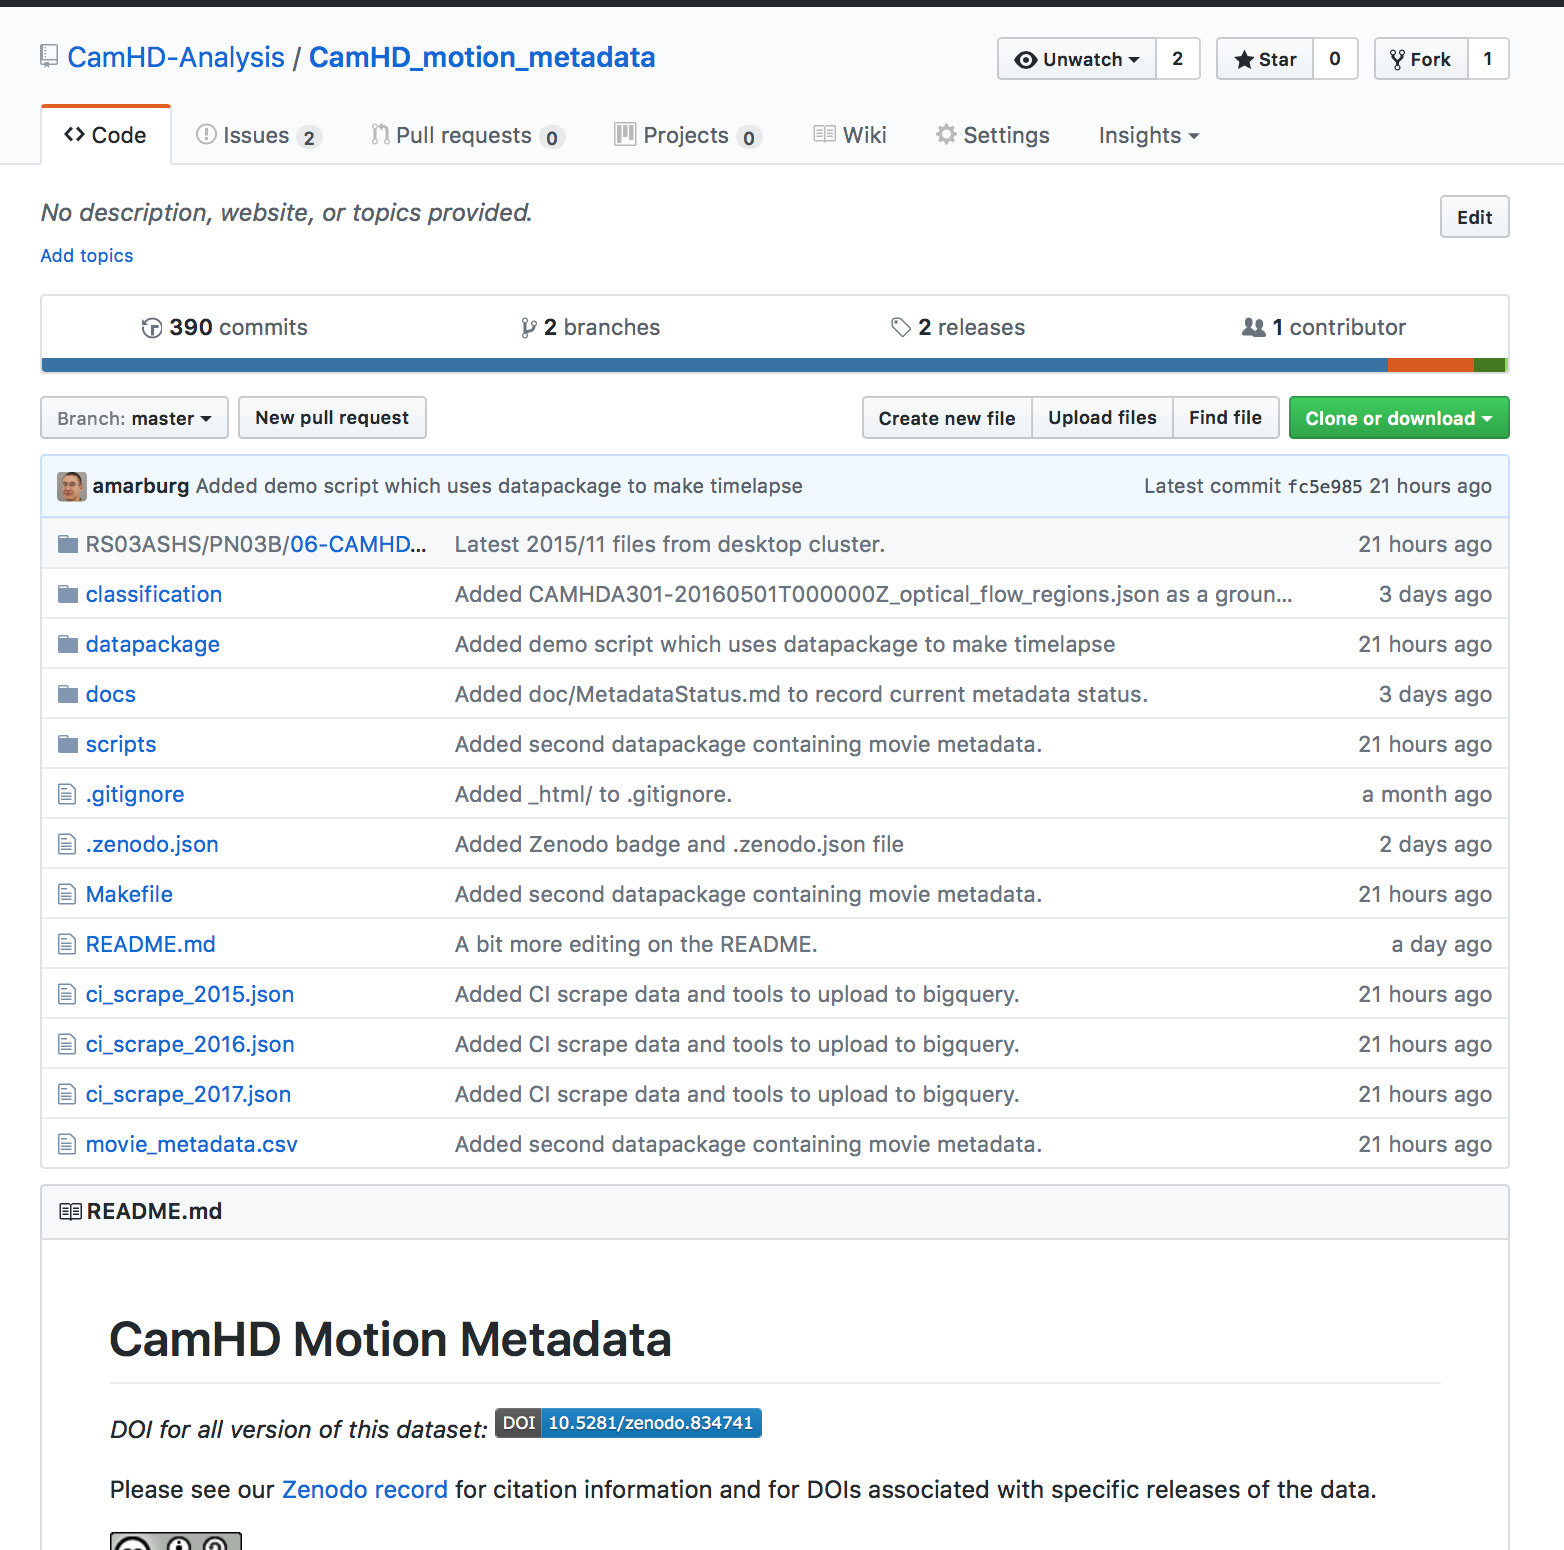 CamHD-Analysis / CamHD_motion_metadata
Unwatch 2 Star 0 Fork 1
Code Issues 2 Pull requests 0 Projects 0 Wiki Settings Insights
No description, website, or topics provided. Edit
Add topics
390 commits 2 branches 2 releases 1 contributor
Branch: master New pull request Create new file Upload files Find file Clone or download
amarburg Added demo script which uses datapackage to make timelapse Latest commit fc5e985 21 hours ago
RS03ASHS/PN03B/06-CAMHD... Latest 2015/11 files from desktop cluster. 21 hours ago
classification Added CAMHDA301-20160501T000000Z_optical_flow_regions.json as a groun... 3 days ago
datapackage Added demo script which uses datapackage to make timelapse 21 hours ago
docs Added doc/MetadataStatus.md to record current metadata status. 3 days ago
scripts Added second datapackage containing movie metadata. 21 hours ago
.gitignore Added _html/ to .gitignore. a month ago
.zenodo.json Added Zenodo badge and .zenodo.json file 2 days ago
Makefile Added second datapackage containing movie metadata. 21 hours ago
README.md A bit more editing on the README. a day ago
ci_scrape_2015.json Added CI scrape data and tools to upload to bigquery. 21 hours ago
ci_scrape_2016.json Added CI scrape data and tools to upload to bigquery. 21 hours ago
ci_scrape_2017.json Added CI scrape data and tools to upload to bigquery. 21 hours ago
movie_metadata.csv Added second datapackage containing movie metadata. 21 hours ago
README.md
CamHD Motion Metadata
DOI for all version of this dataset: DOI 10.5281/zenodo.834741
Please see our Zenodo record for citation information and for DOIs associated with specific releases of the data.